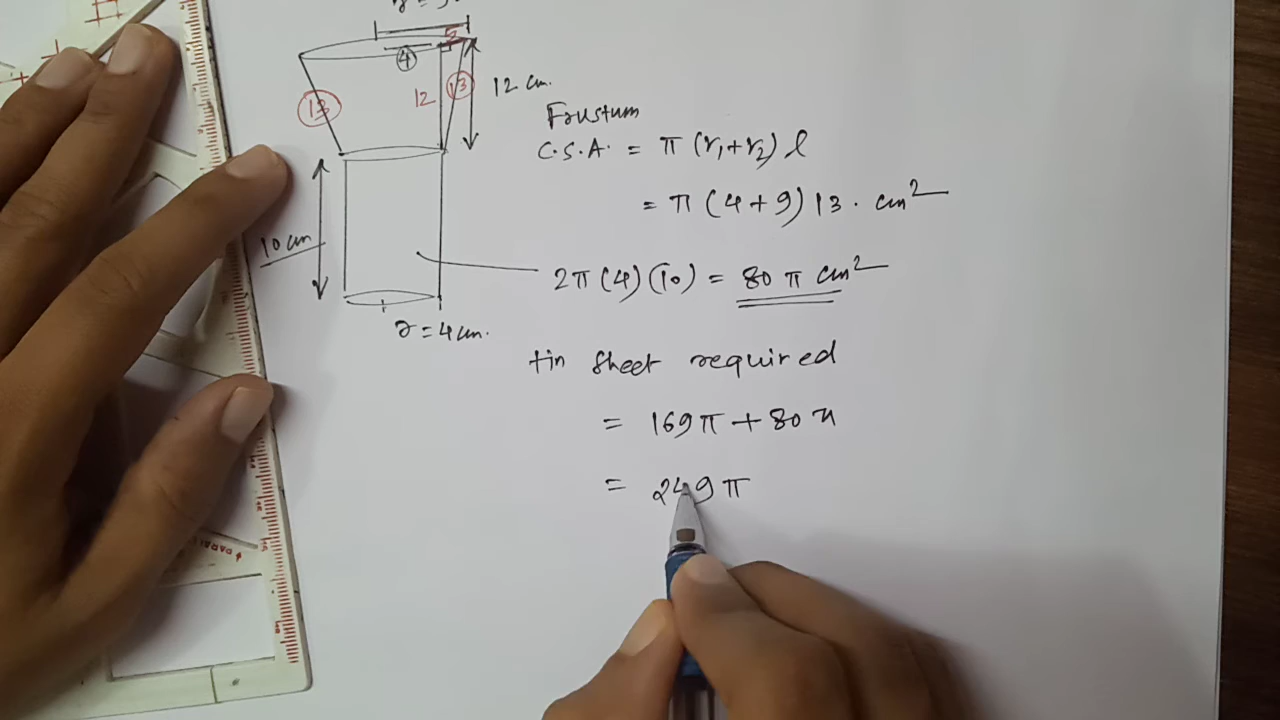 5
4
13
12
13
12 cm.
Frustum
C.S.A. = π (r₁+r₂) l
= π (4+9) 13 . cm²
10 cm
2π (4) (10) = 80 π cm²
r = 4 cm.
tin sheet required
= 169π + 80π
= 249π